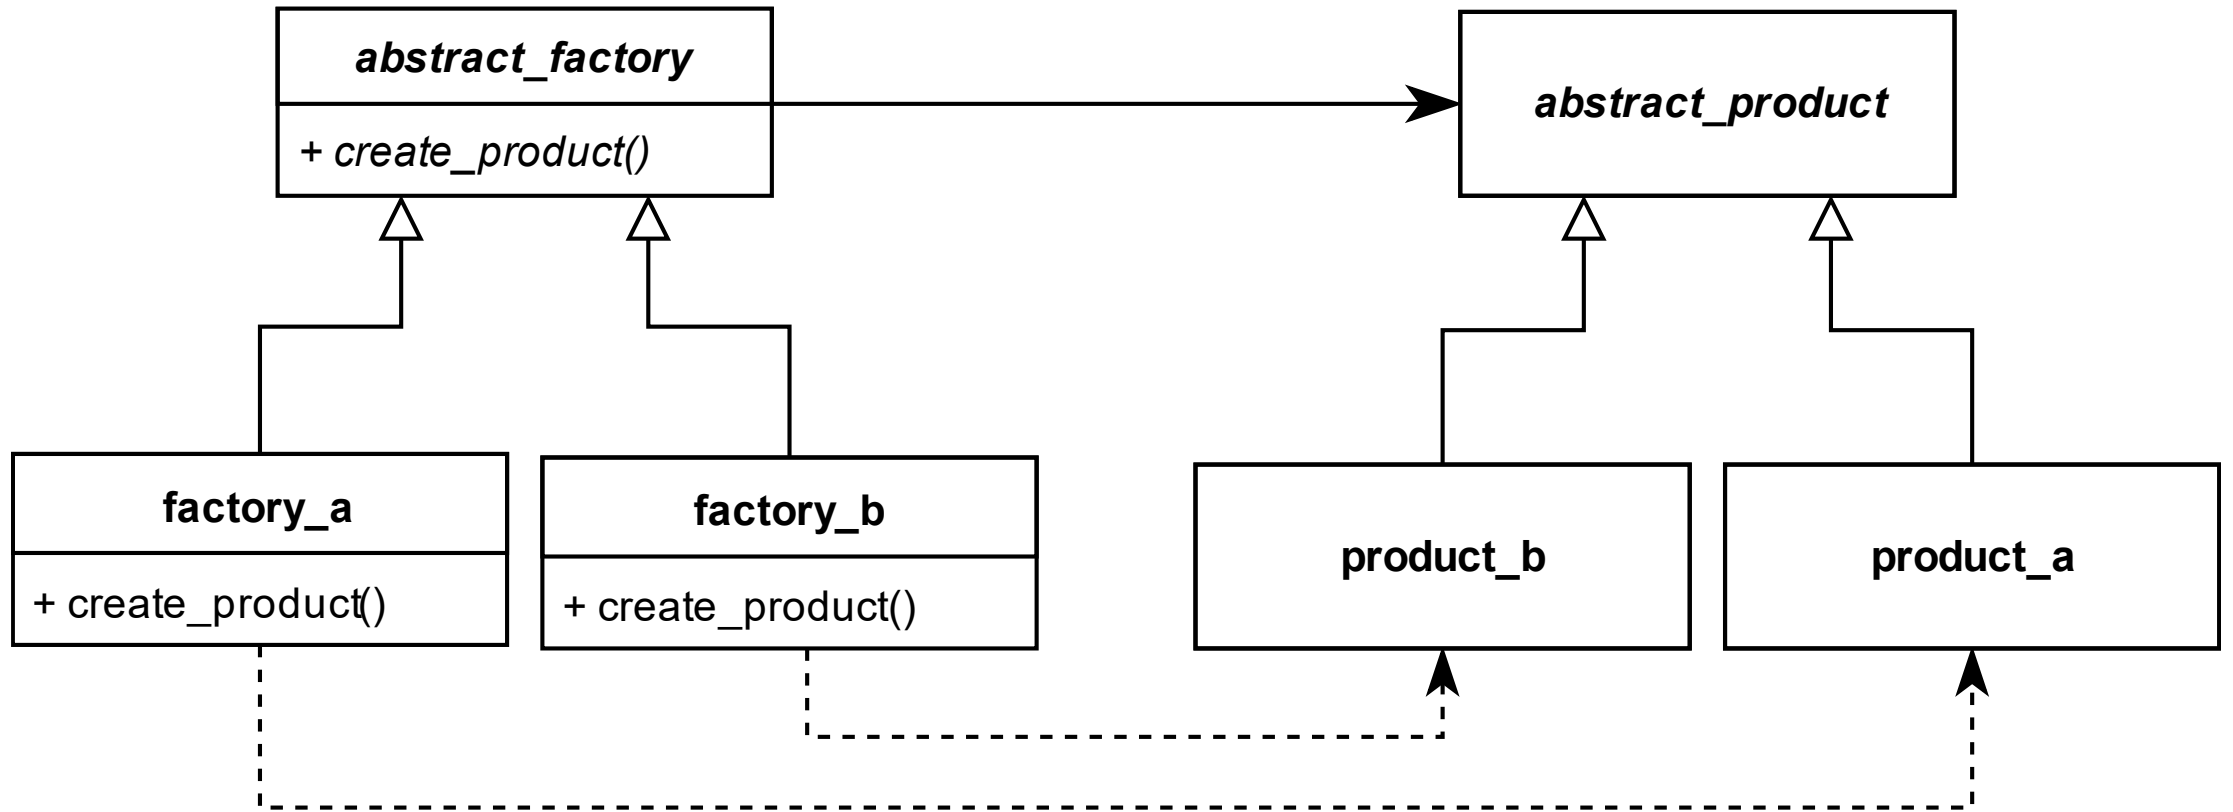 abstract_factory
+ create_product()
abstract_product
factory_a
+ create_product()
factory_b
+ create_product()
product_b
product_a